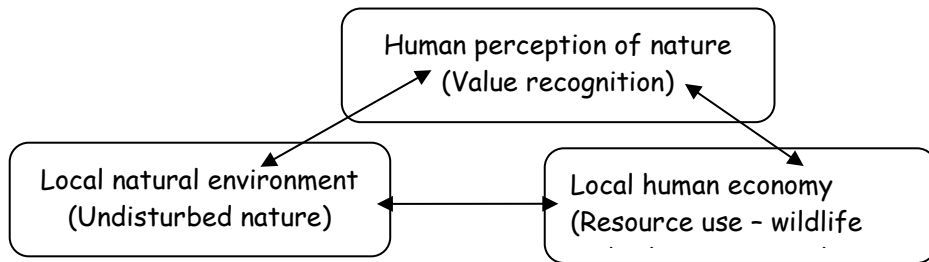 Human perception of nature
(Value recognition)
Local natural environment
(Undisturbed nature)
Local human economy
(Resource use – wildlife